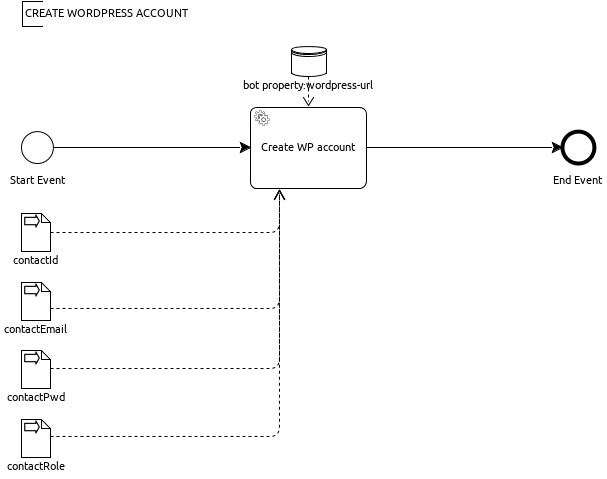 CREATE WORDPRESS ACCOUNT
bot property:wordpress-url
Create WP account
Start Event
End Event
contactId
contactEmail
contactPwd
contactRole